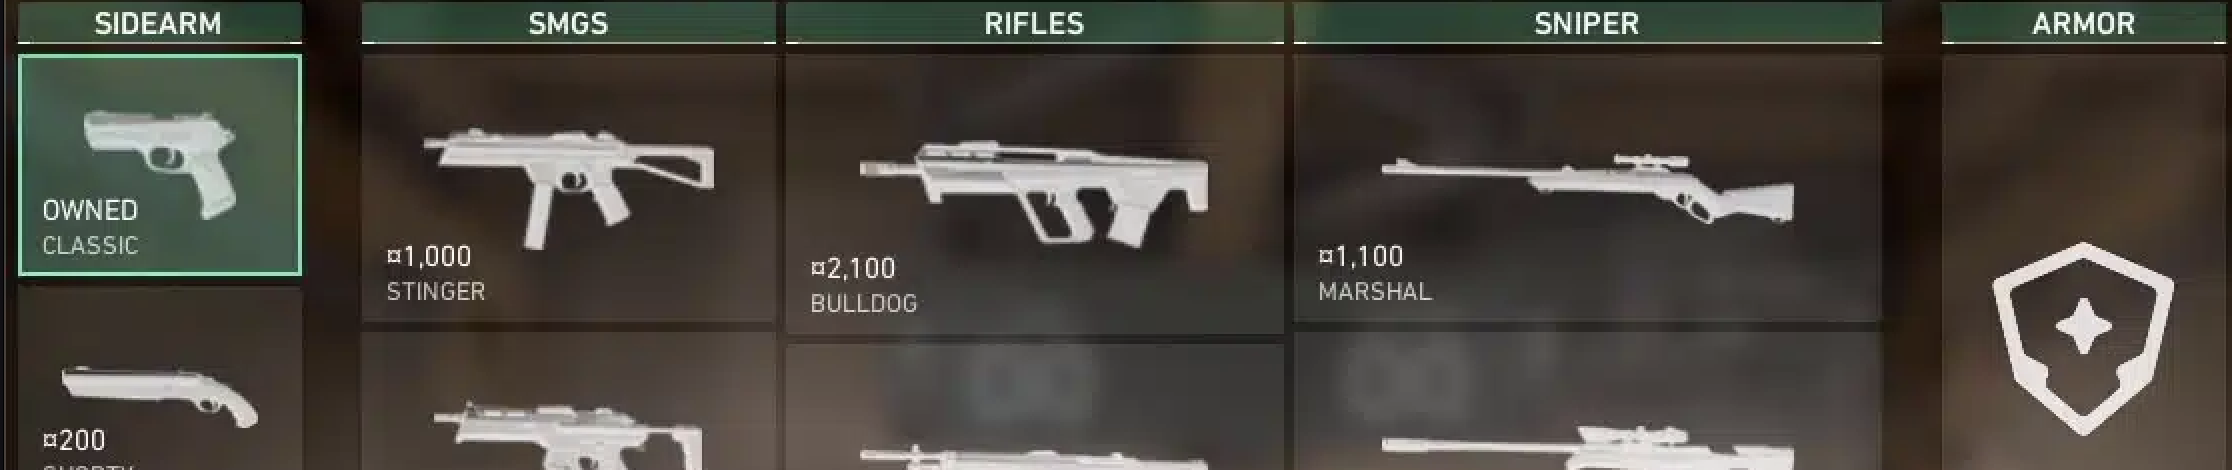 SIDEARM
SMGS
RIFLES
SNIPER
ARMOR
OWNED
CLASSIC
¤1,000
STINGER
¤2,100
BULLDOG
¤1,100
MARSHAL
¤200